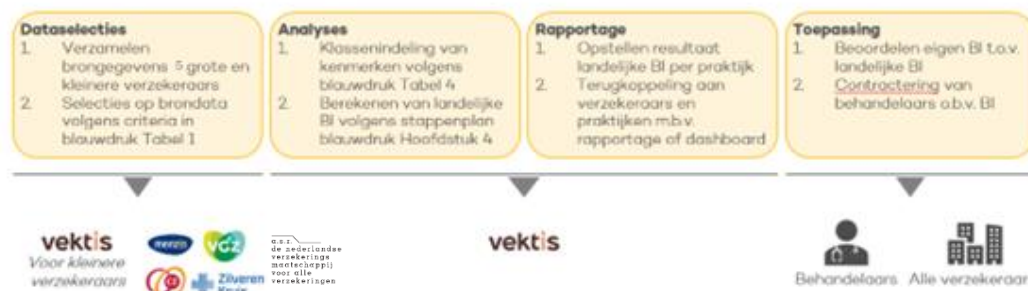 Dataselecties
1. Verzamelen
brongegevens 5 grote en
kleinere verzekeraars
2. Selecties op brondata
volgens criteria in
blauwdruk Tabel 1
Analyses
1. Klassenindeling van
kenmerken volgens
blauwdruk Tabel 4
2. Berekenen van landelijke
BI volgens stappenplan
blauwdruk Hoofdstuk 4
Rapportage
1. Opstellen resultaat
landelijke BI per praktijk
2. Terugkoppeling aan
verzekeraars en
praktijken m.b.v.
rapportage of dashboard
Toepassing
1. Beoordelen eigen BI t.o.v.
landelijke BI
2. Contractering van
behandelaars o.b.v. BI
vektis
Voor kleinere
verzekeraars
menzis
vgz
Zilveren
Kruis
a.s.r.
de nederlandse
verzekerings
maatschappij
voor alle
verzekeringen
vektis
Behandelaars
Alle verzekeraar